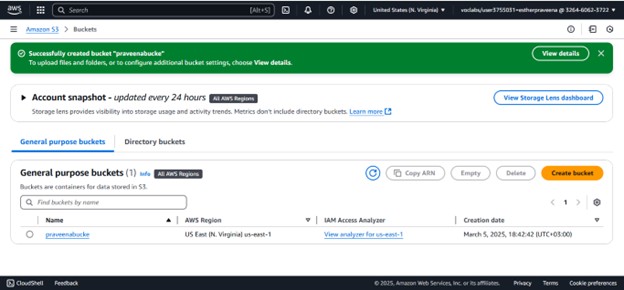 aws Search [Alt+S] United States (N. Virginia) voclabs/user3755031=estherpraveena @ 3264-6062-3722
Amazon S3 > Buckets
Successfully created bucket "praveenabucke"
To upload files and folders, or to configure additional bucket settings, choose View details.
View details
Account snapshot - updated every 24 hours All AWS Regions
Storage lens provides visibility into storage usage and activity trends. Metrics don't include directory buckets. Learn more
View Storage Lens dashboard
General purpose buckets Directory buckets
General purpose buckets (1) Info All AWS Regions
Copy ARN Empty Delete Create bucket
Buckets are containers for data stored in S3.
Find buckets by name
1
Name AWS Region IAM Access Analyzer Creation date
praveenabucke US East (N. Virginia) us-east-1 View analyzer for us-east-1 March 5, 2025, 18:42:42 (UTC+03:00)
CloudShell Feedback © 2025, Amazon Web Services, Inc. or its affiliates. Privacy Terms Cookie preferences